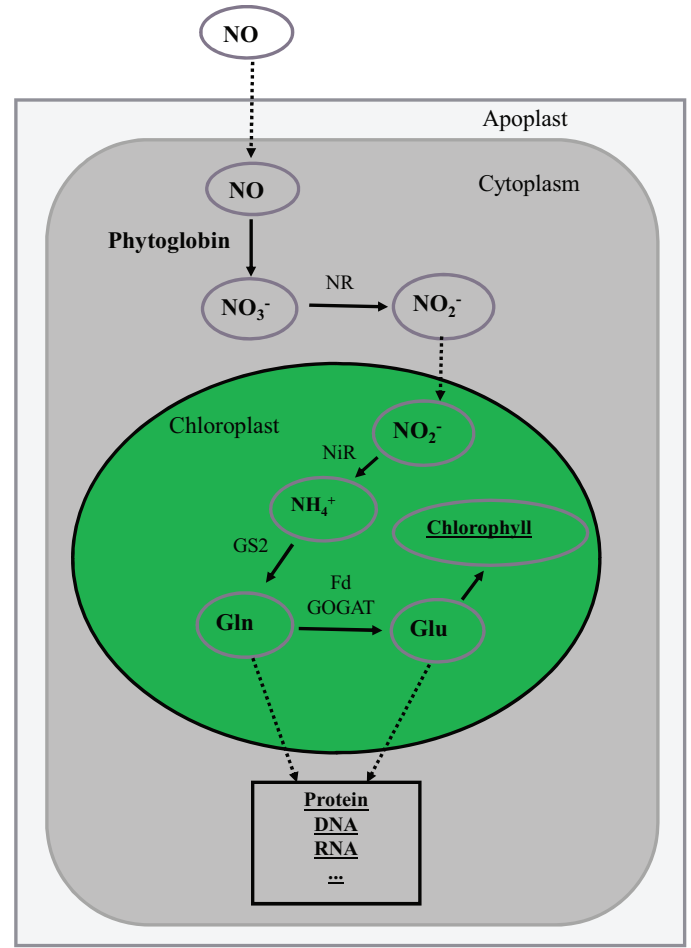 NO
Apoplast
Cytoplasm
NO
Phytoglobin
NR
NO₃⁻
NO₂⁻
Chloroplast
NO₂⁻
NiR
NH₄⁺
Chlorophyll
GS2
Fd
GOGAT
Gln
Glu
Protein
DNA
RNA
...